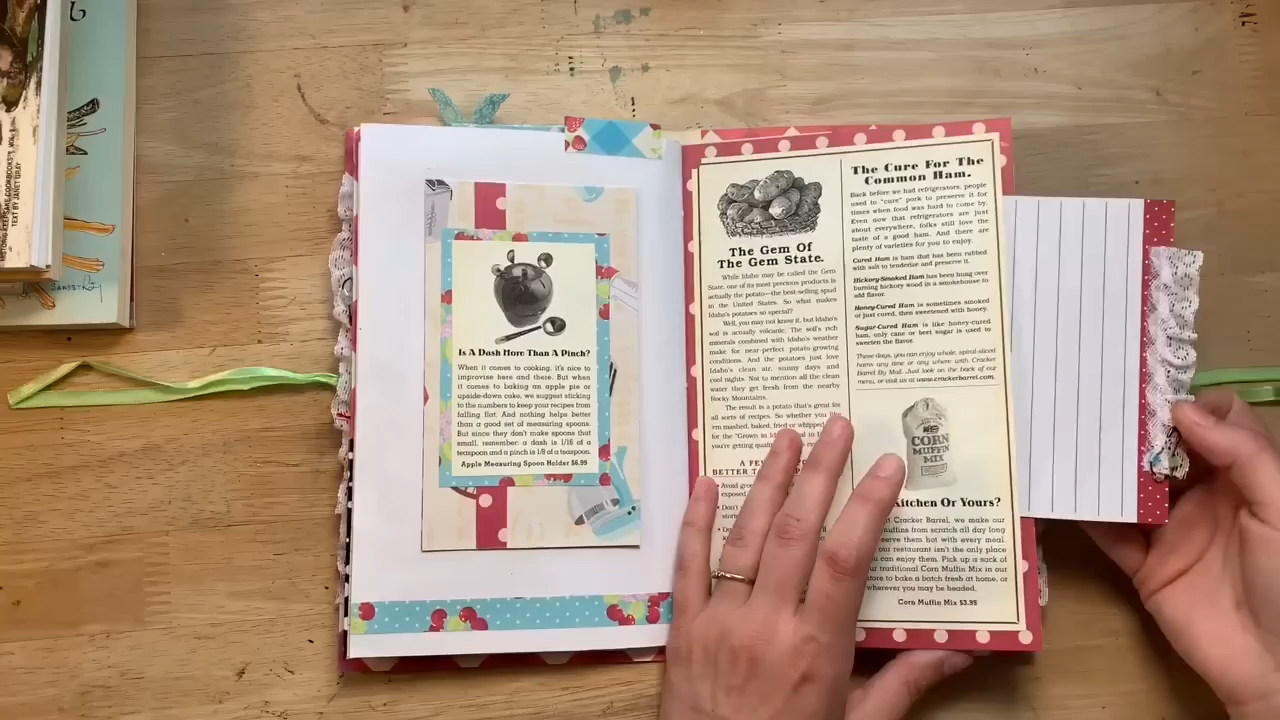 KEEPSAKE COOKBOOKS
TEXT BY JANET GRAY
Is A Dash More Than A Pinch?
When it comes to cooking, it's nice to
improvise here and there. But when
it comes to baking an apple pie or
upside-down cake, we suggest sticking
to the numbers to keep your recipes from
falling flat. And nothing helps better
than a good set of measuring spoons.
But since they don't make spoons that
small, remember: a dash is 1/16 of a
teaspoon and a pinch is 1/8 of a teaspoon.
Apple Measuring Spoon Holder $6.99
The Gem Of
The Gem State.
While Idaho may be called the Gem
State, one of its most precious products is
actually the potato—the best-selling spud
in the United States. So what makes
Idaho's potatoes so special?
Well, you may not know it, but Idaho's
soil is actually volcanic. The soil's rich
minerals combined with Idaho's weather
make for near-perfect potato-growing
conditions. And the potatoes just love
Idaho's clean air, sunny days and
cool nights. Not to mention all the clean
water they get fresh from the nearby
Rocky Mountains.
The result is a potato that's great for
all sorts of recipes. So whether you like
'em mashed, baked, fried or whipped
for the "Grown in
you're getting
A FE
BETTER T
• Avoid
exposed
• Don't
• D
The Cure For The
Common Ham.
Back before we had refrigerators, people
used to "cure" pork to preserve it for
times when food was hard to come by.
Even now that refrigerators are just
about everywhere, folks still love the
taste of a good ham. And there are
plenty of varieties for you to enjoy.
Cured Ham is ham that has been rubbed
with salt to tenderize and preserve it.
Hickory-Smoked Ham has been hung over
burning hickory wood in a smokehouse to
add flavor.
Honey-Cured Ham is sometimes smoked
or just cured, then sweetened with honey.
Sugar-Cured Ham is like honey-cured
ham, only cane or beet sugar is used to
sweeten the flavor.
These days, you can enjoy whole, spiral-sliced
hams any time or any where with Cracker
Barrel By Mail. Just look on the back of our
menu, or visit us at www.crackerbarrel.com.
CORN
MUFFIN
MIX
Kitchen Or Yours?
Cracker Barrel, we make our
muffins from scratch all day long
serve them hot with every meal.
our restaurant isn't the only place
you can enjoy them. Pick up a sack of
our traditional Corn Muffin Mix in our
store to bake a batch fresh at home, or
wherever you may be headed.
Corn Muffin Mix $3.99